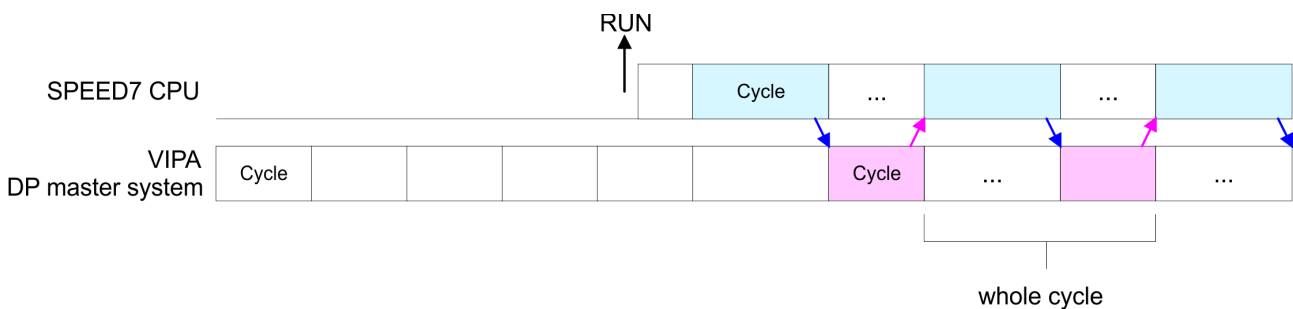 RUN
SPEED7 CPU
Cycle
...
...
VIPA
DP master system
Cycle
Cycle
...
...
whole cycle